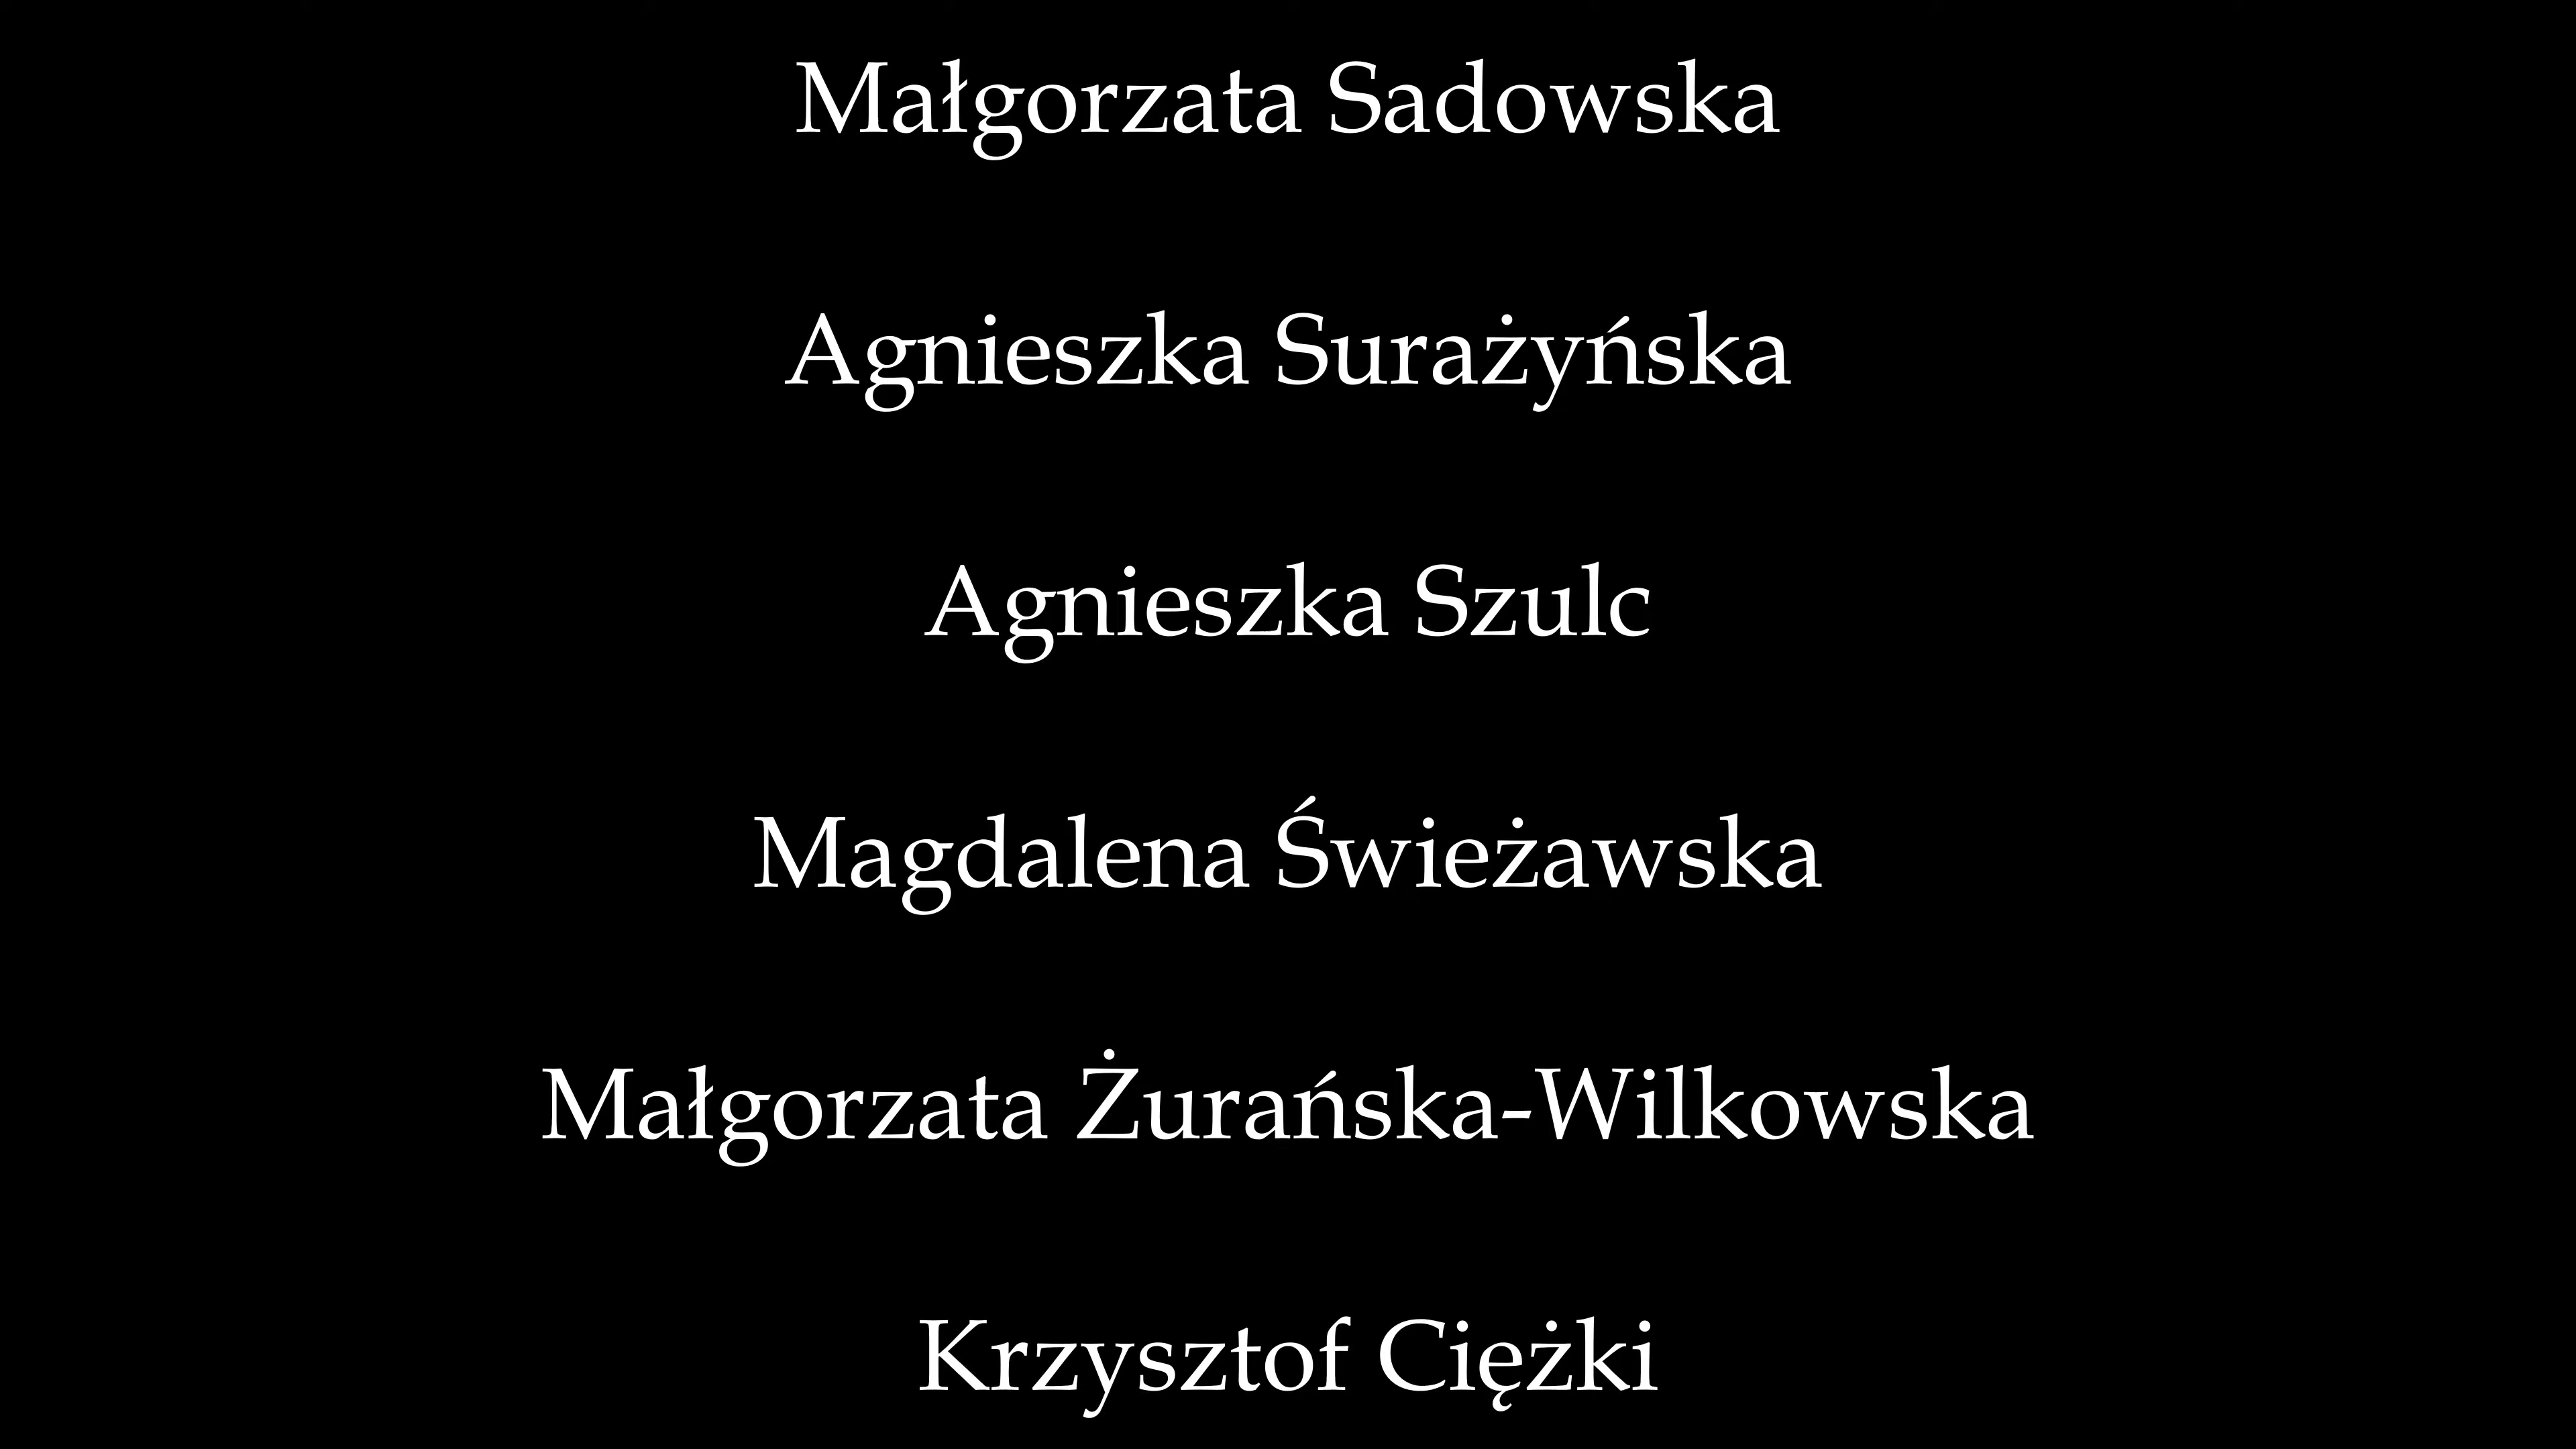 Małgorzata Sadowska
Agnieszka Surażyńska
Agnieszka Szulc
Magdalena Świeżawska
Małgorzata Żurańska-Wilkowska
Krzysztof Ciężki